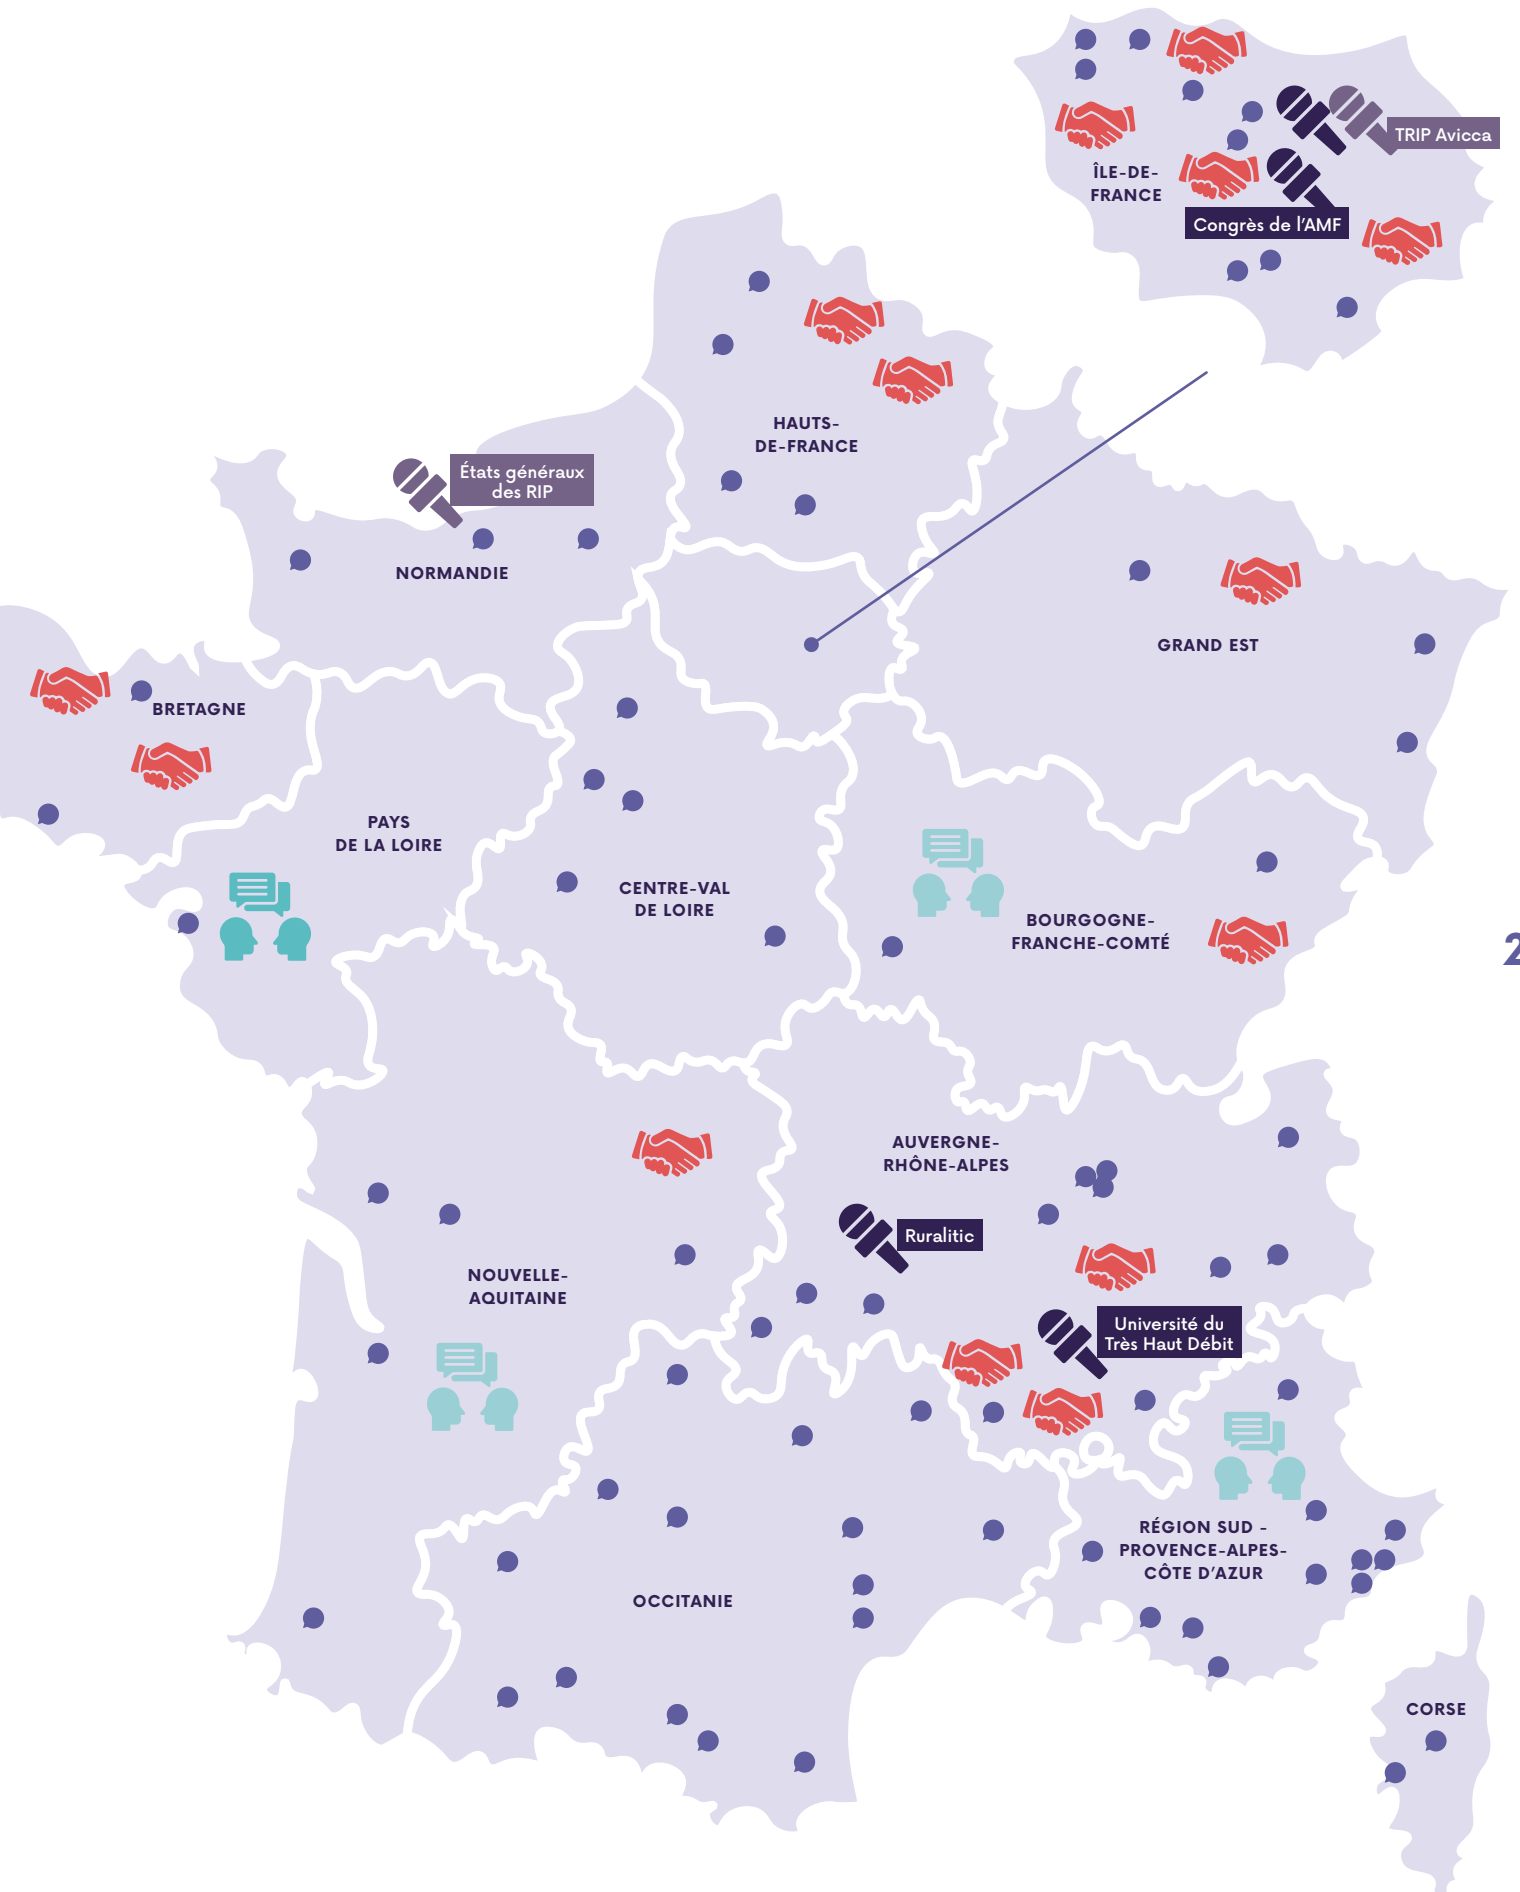 TRIP Avicca
ÎLE-DE-
FRANCE
Congrès de l'AMF
HAUTS-
DE-FRANCE
États généraux
des RIP
NORMANDIE
GRAND EST
BRETAGNE
PAYS
DE LA LOIRE
CENTRE-VAL
DE LOIRE
BOURGOGNE-
FRANCHE-COMTÉ
2
AUVERGNE-
RHÔNE-ALPES
Ruralitic
NOUVELLE-
AQUITAINE
Université du
Très Haut Débit
RÉGION SUD -
PROVENCE-ALPES-
CÔTE D'AZUR
OCCITANIE
CORSE